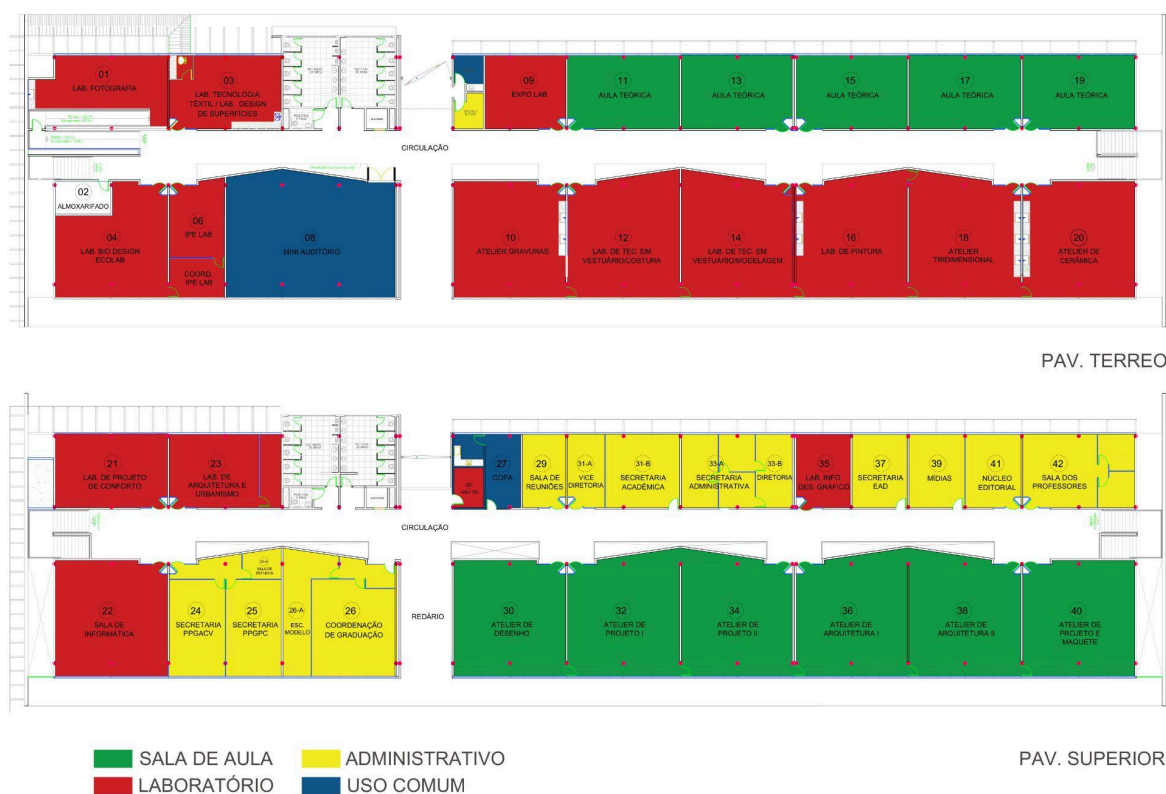 01
LAB. FOTOGRAFIA
03
LAB. TECNOLOGIA
TÊXTIL / LAB. DESIGN
DE SUPERFÍCIES
09
EXPO LAB
11
AULA TEÓRICA
13
AULA TEÓRICA
15
AULA TEÓRICA
17
AULA TEÓRICA
19
AULA TEÓRICA
CIRCULAÇÃO
02
ALMOXARIFADO
04
LAB. BIO DESIGN
ECOLAB
06
IPE LAB
COORD.
IPE LAB
08
MINI AUDITÓRIO
10
ATELIER GRAVURAS
12
LAB. DE TEC. EM
VESTUÁRIO/COSTURA
14
LAB. DE TEC. EM
VESTUÁRIO/MODELAGEM
16
LAB. DE PINTURA
18
ATELIER
TRIDIMENSIONAL
20
ATELIER DE
CERÂMICA
PAV. TERREO
21
LAB. DE PROJETO
DE CONFORTO
23
LAB. DE
ARQUITETURA E
URBANISMO
27
COPA
29
SALA DE
REUNIÕES
31-A
VICE
DIRETORIA
31-B
SECRETARIA
ACADÊMICA
33-A
SECRETARIA
ADMINISTRATIVA
33-B
DIRETORIA
35
LAB. INFO
DES. GRÁFICO
37
SECRETARIA
EAD
39
MÍDIAS
41
NÚCLEO
EDITORIAL
42
SALA DOS
PROFESSORES
CIRCULAÇÃO
22
SALA DE
INFORMÁTICA
24
SECRETARIA
PPGACV
25
SECRETARIA
PPGPC
SALA DE
ESTUDOS
26-A
ESC.
MODELO
26
COORDENAÇÃO
DE GRADUAÇÃO
REDÁRIO
30
ATELIER DE
DESENHO
32
ATELIER DE
PROJETO I
34
ATELIER DE
PROJETO II
36
ATELIER DE
ARQUITETURA I
38
ATELIER DE
ARQUITETURA II
40
ATELIER DE
PROJETO E
MAQUETE
SALA DE AULA
ADMINISTRATIVO
LABORATÓRIO
USO COMUM
PAV. SUPERIOR